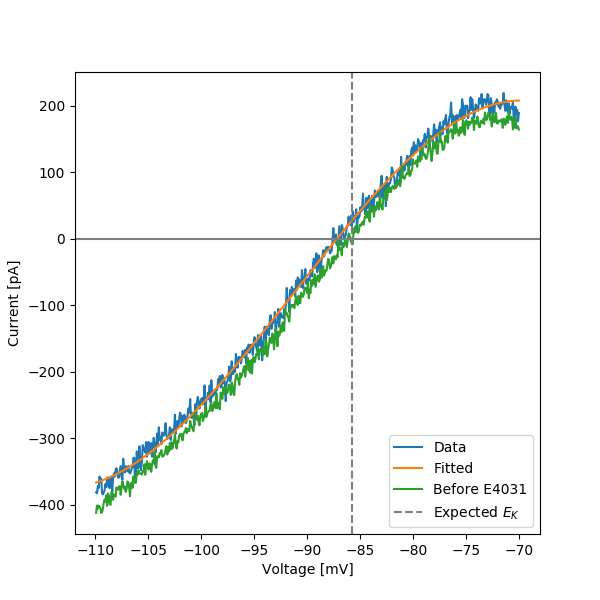 200
100
0
−100
−200
−300
−400
Current [pA]
Data
Fitted
Before E4031
Expected E_K
−110 −105 −100 −95 −90 −85 −80 −75 −70
Voltage [mV]